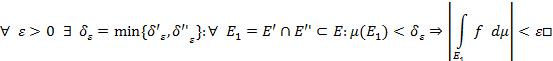 ∀ ε > 0 ∃ δ_ε = min{δ'_ε, δ''_ε}: ∀ E₁ = E' ∩ E'' ⊂ E: μ(E₁) < δ_ε ⇒ |∫_{E₁} f dμ| < ε□